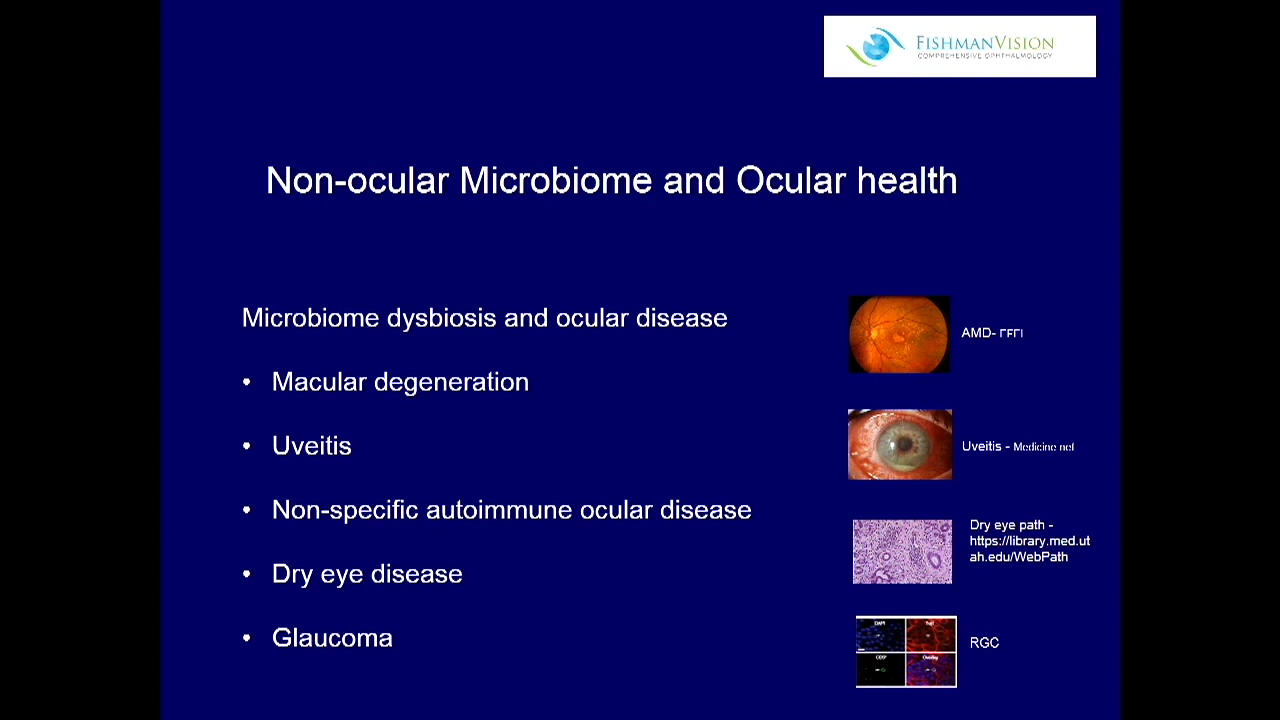 FISHMANVISION
COMPREHENSIVE OPHTHALMOLOGY
Non-ocular Microbiome and Ocular health
Microbiome dysbiosis and ocular disease
• Macular degeneration
• Uveitis
• Non-specific autoimmune ocular disease
• Dry eye disease
• Glaucoma
AMD-
Uveitis - Medicine net
Dry eye path -
https://library.med.ut
ah.edu/WebPath
DAPI
Overlay
RGC